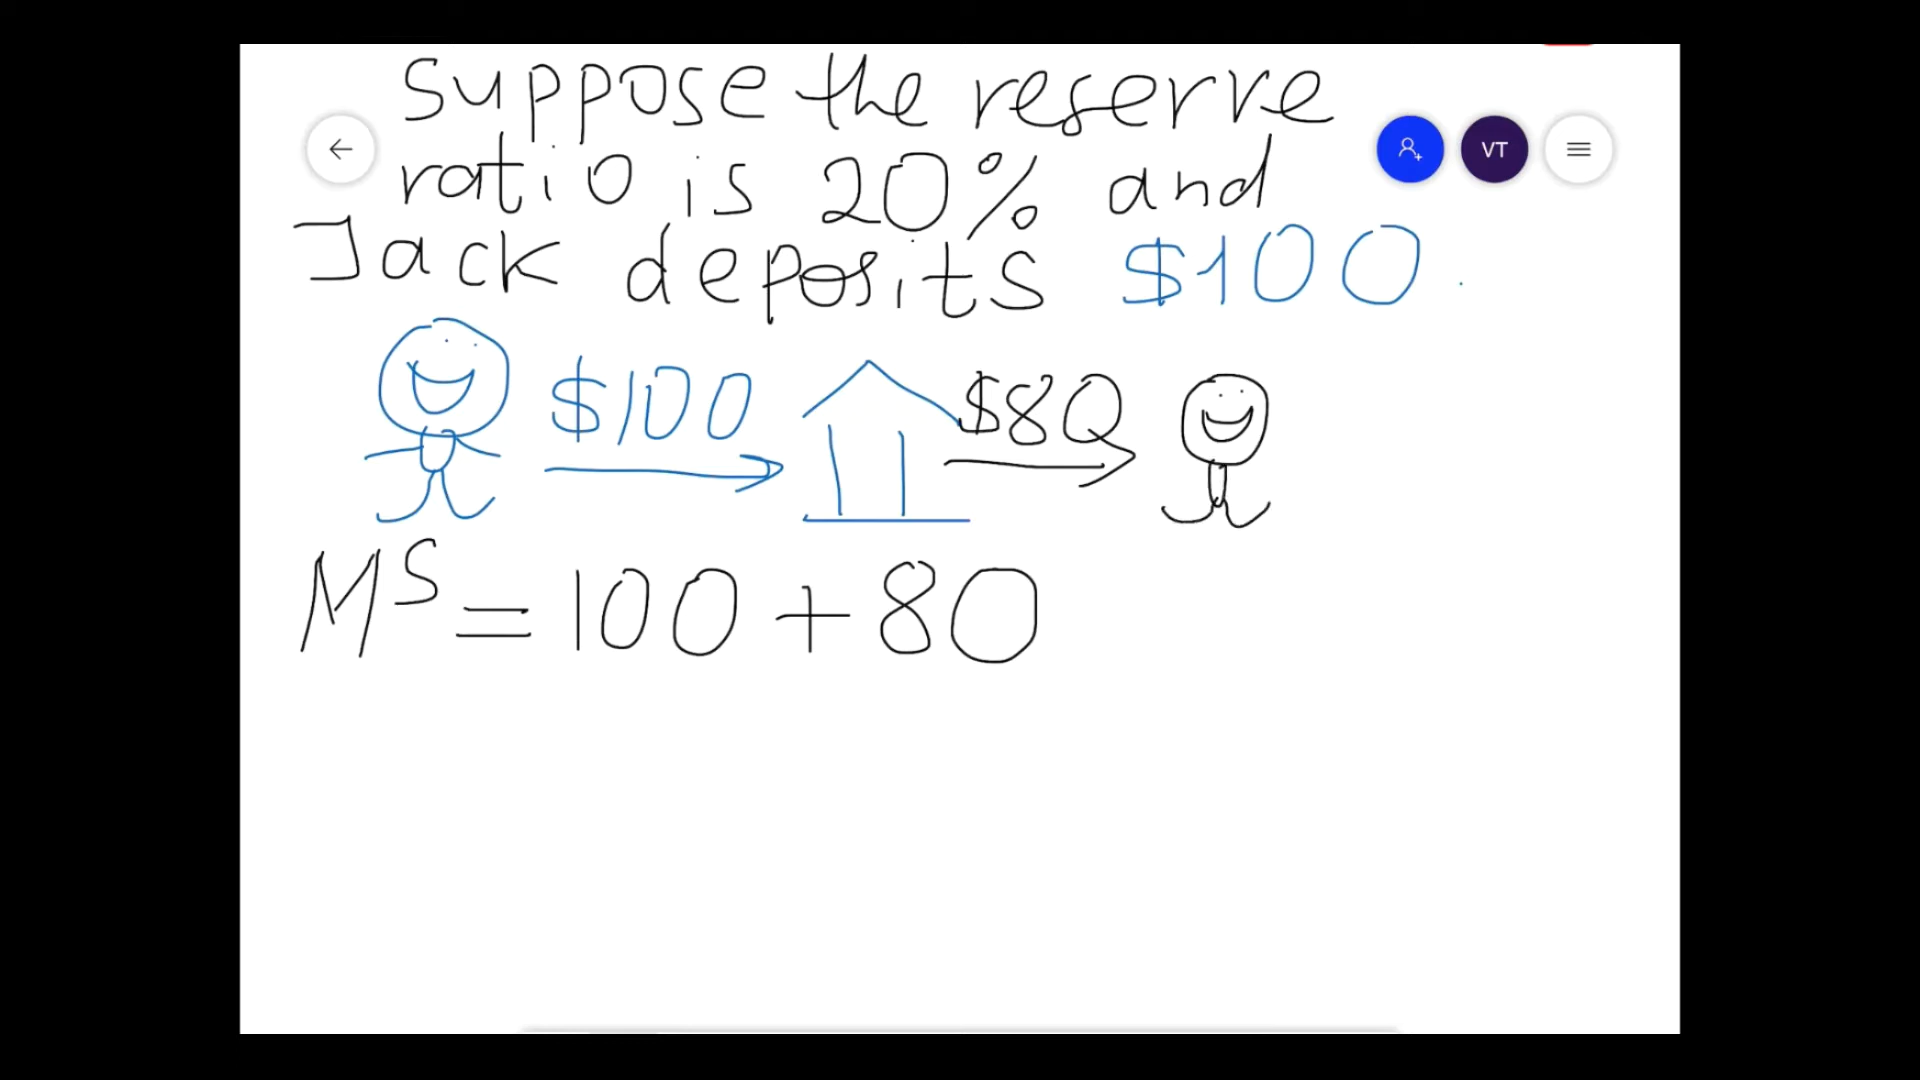 suppose the reserve
ratio is 20% and
Jack deposits $100.
$100 $80
M^S = 100 + 80
VT